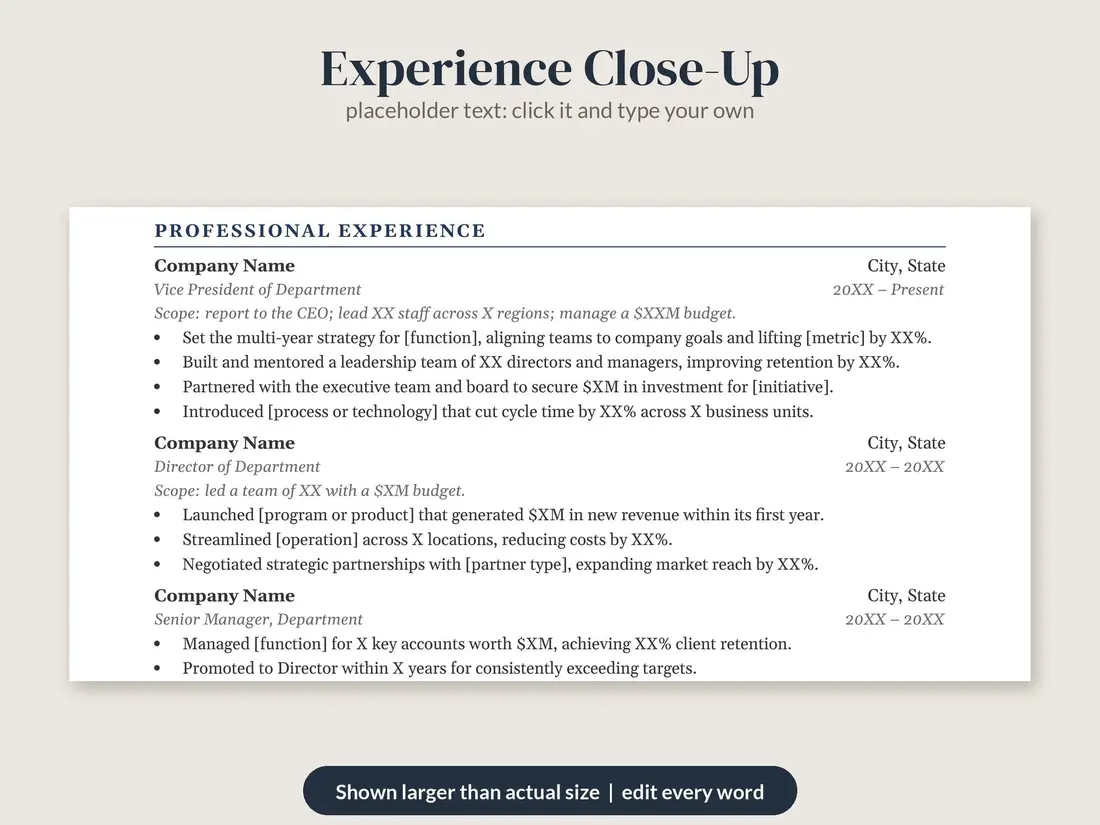 Experience Close-Up
placeholder text: click it and type your own
PROFESSIONAL EXPERIENCE
Company Name City, State
Vice President of Department 20XX – Present
Scope: report to the CEO; lead XX staff across X regions; manage a $XXM budget.
• Set the multi-year strategy for [function], aligning teams to company goals and lifting [metric] by XX%.
• Built and mentored a leadership team of XX directors and managers, improving retention by XX%.
• Partnered with the executive team and board to secure $XM in investment for [initiative].
• Introduced [process or technology] that cut cycle time by XX% across X business units.
Company Name City, State
Director of Department 20XX – 20XX
Scope: led a team of XX with a $XM budget.
• Launched [program or product] that generated $XM in new revenue within its first year.
• Streamlined [operation] across X locations, reducing costs by XX%.
• Negotiated strategic partnerships with [partner type], expanding market reach by XX%.
Company Name City, State
Senior Manager, Department 20XX – 20XX
• Managed [function] for X key accounts worth $XM, achieving XX% client retention.
• Promoted to Director within X years for consistently exceeding targets.
Shown larger than actual size | edit every word